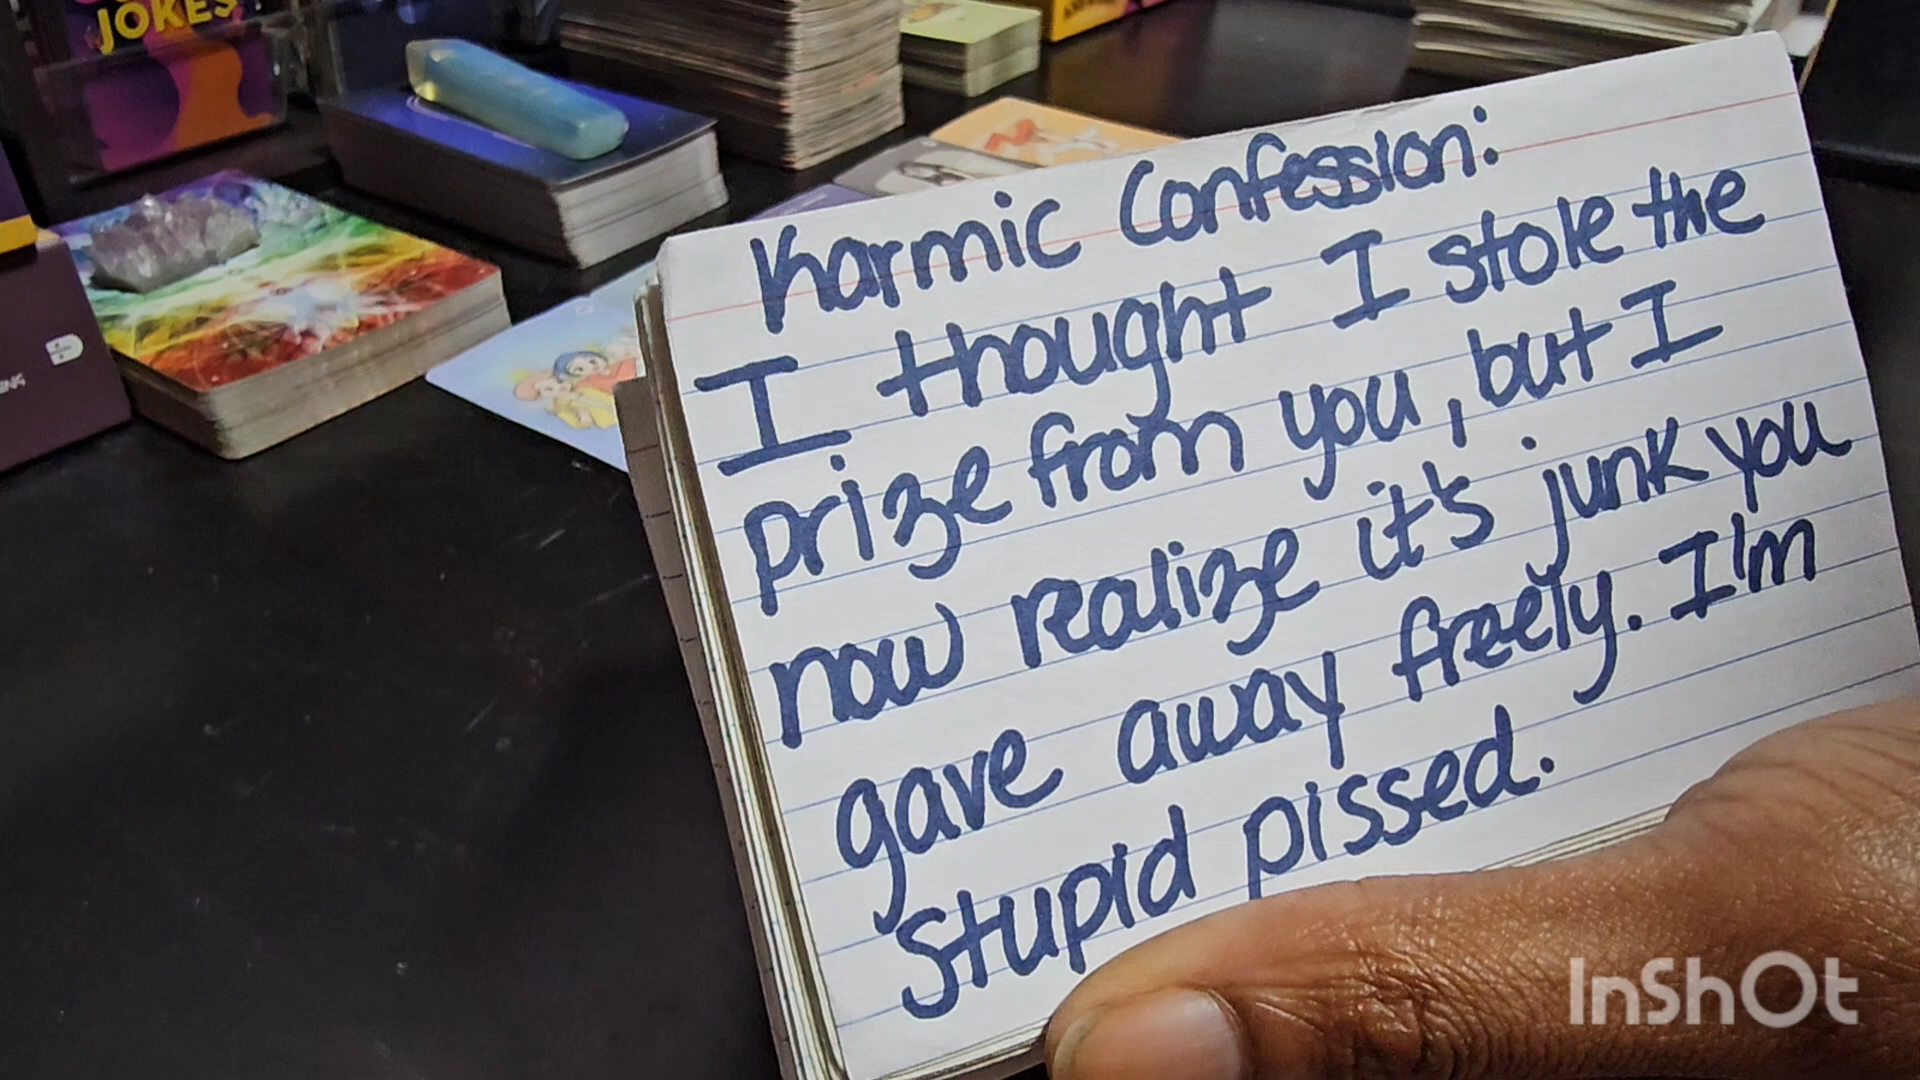 JOKES
Karmic Confession:
I thought I stole the
prize from you, but I
now realize it's junk you
gave away freely. I'm
stupid pissed.
InShOt